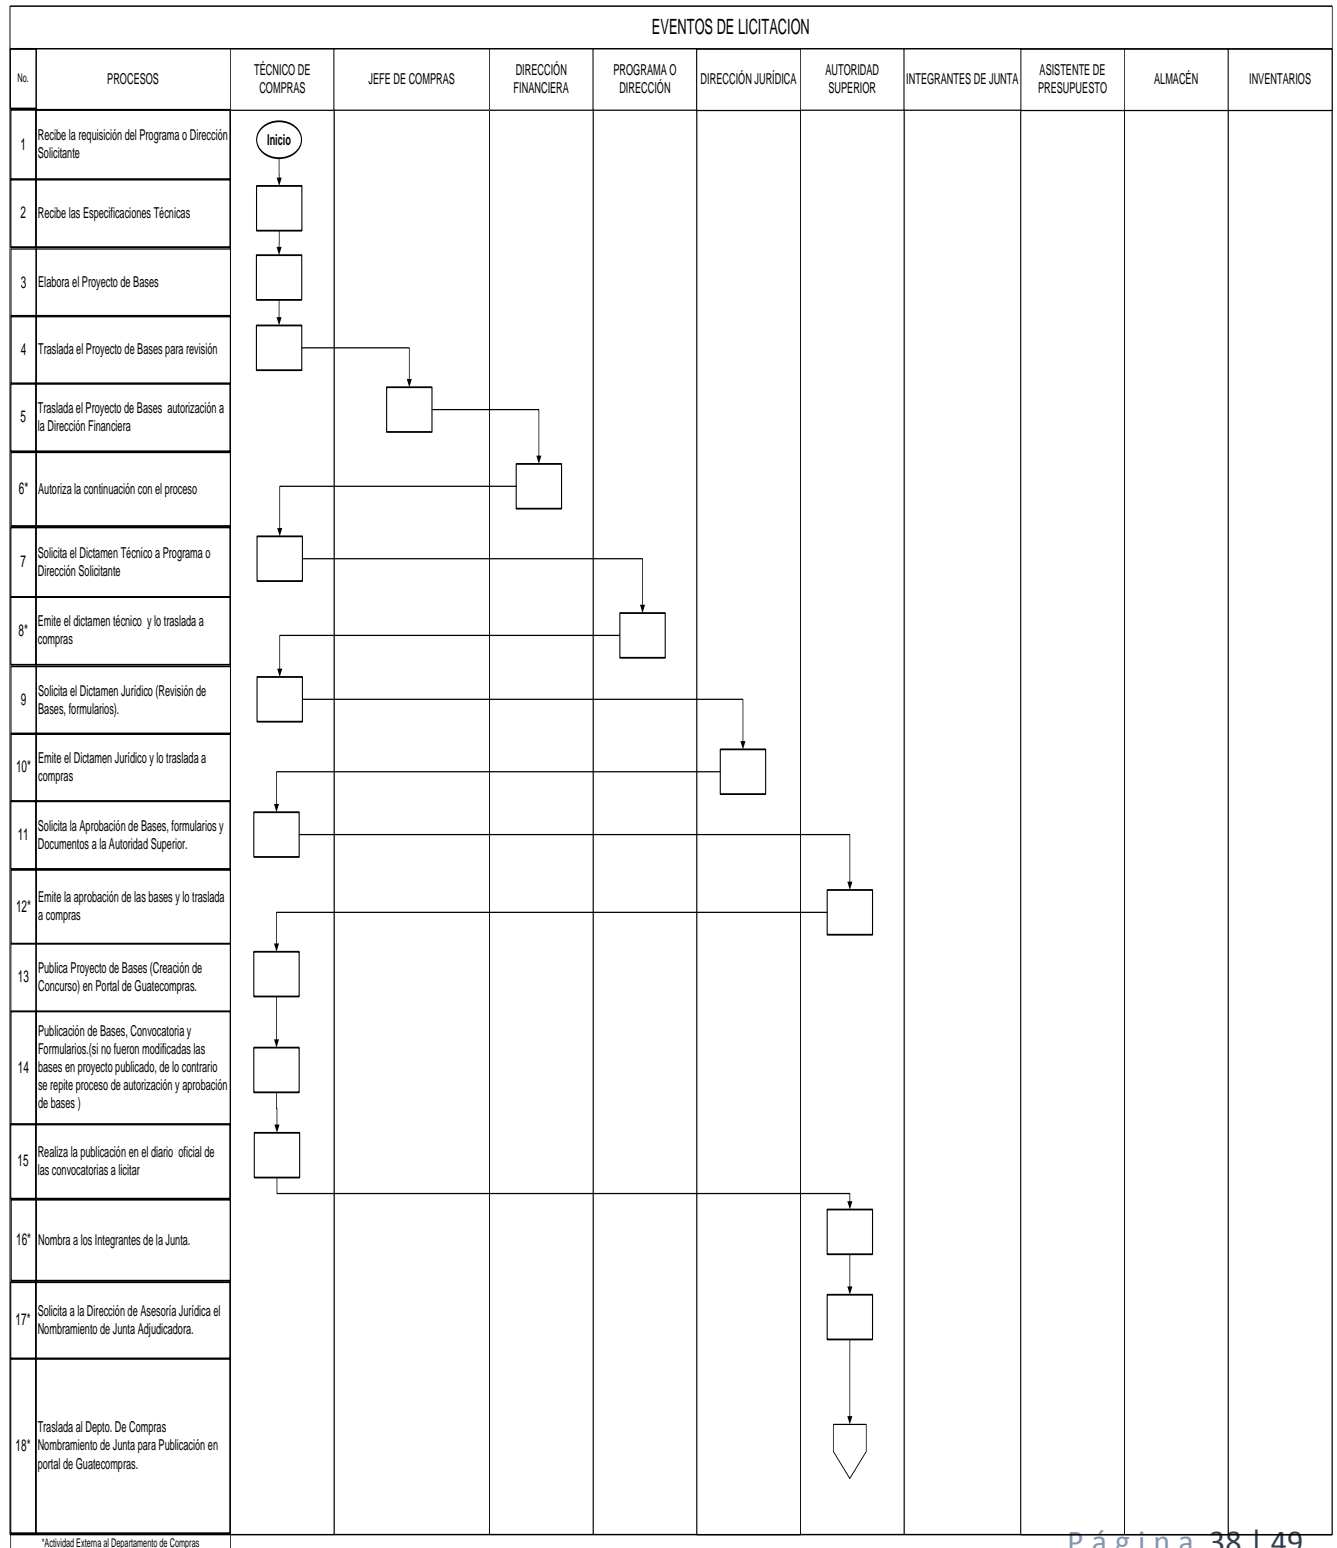 EVENTOS DE LICITACION
No.
PROCESOS
TÉCNICO DE
COMPRAS
JEFE DE COMPRAS
DIRECCIÓN
FINANCIERA
PROGRAMA O
DIRECCIÓN
DIRECCIÓN JURÍDICA
AUTORIDAD
SUPERIOR
INTEGRANTES DE JUNTA
ASISTENTE DE
PRESUPUESTO
ALMACÉN
INVENTARIOS
1
Recibe la requisición del Programa o Dirección
Solicitante
Inicio
2
Recibe las Especificaciones Técnicas
3
Elabora el Proyecto de Bases
4
Traslada el Proyecto de Bases para revisión
5
Traslada el Proyecto de Bases  autorización a
la Dirección Financiera
6*
Autoriza la continuación con el proceso
7
Solicita el Dictamen Técnico a Programa o
Dirección Solicitante
8*
Emite el dictamen técnico  y lo traslada a
compras
9
Solicita el Dictamen Jurídico (Revisión de
Bases, formularios).
10*
Emite el Dictamen Jurídico y lo traslada a
compras
11
Solicita la Aprobación de Bases, formularios y
Documentos a la Autoridad Superior.
12*
Emite la aprobación de las bases y lo traslada
a compras
13
Publica Proyecto de Bases (Creación de
Concurso) en Portal de Guatecompras.
14
Publicación de Bases, Convocatoria y
Formularios.(si no fueron modificadas las
bases en proyecto publicado, de lo contrario
se repite proceso de autorización y aprobación
de bases )
15
Realiza la publicación en el diario  oficial de
las convocatorias a licitar
16*
Nombra a los Integrantes de la Junta.
17*
Solicita a la Dirección de Asesoría Jurídica el
Nombramiento de Junta Adjudicadora.
18*
Traslada al Depto. De Compras
Nombramiento de Junta para Publicación en
portal de Guatecompras.
*Actividad Externa al Departamento de Compras
Página 38 | 49